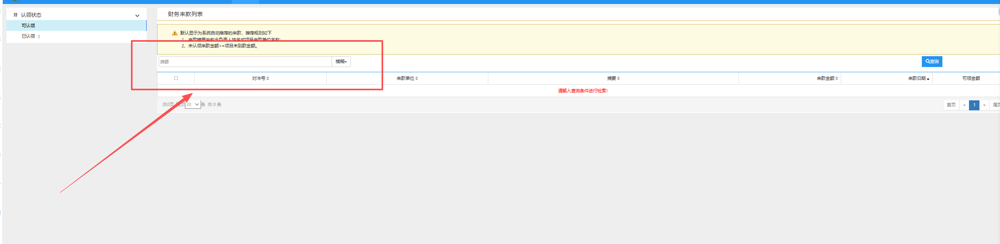 认领状态
可认领
已认领 0
财务来款列表
默认显示为系统自动推荐的来款，推荐规则如下
1、来款摘要中包含负责人姓名或项目来款单位名称；
2、未认领来款金额<=项目未到款金额。
摘要 模糊 查询
对冲号 来款单位 摘要 来款金额 来款日期 可领金额
请输入查询条件进行检索！
共0页 每页 20 条 共 0 条 首页 « 1 » 尾页